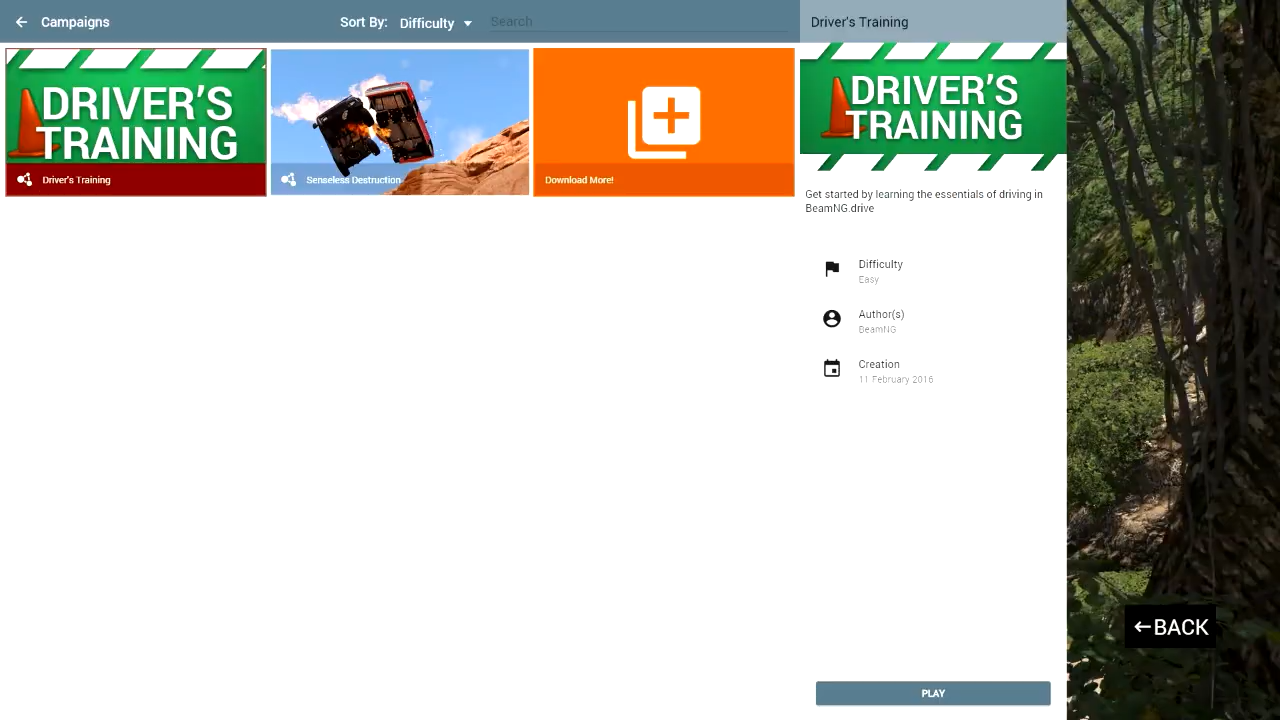 Campaigns
Sort By:
Difficulty
Search
Driver's Training
DRIVER'S
TRAINING
Driver's Training
Senseless Destruction
Download More!
DRIVER'S
TRAINING
Get started by learning the essentials of driving in
BeamNG.drive
Difficulty
Easy
Author(s)
BeamNG
Creation
11 February 2016
BACK
PLAY